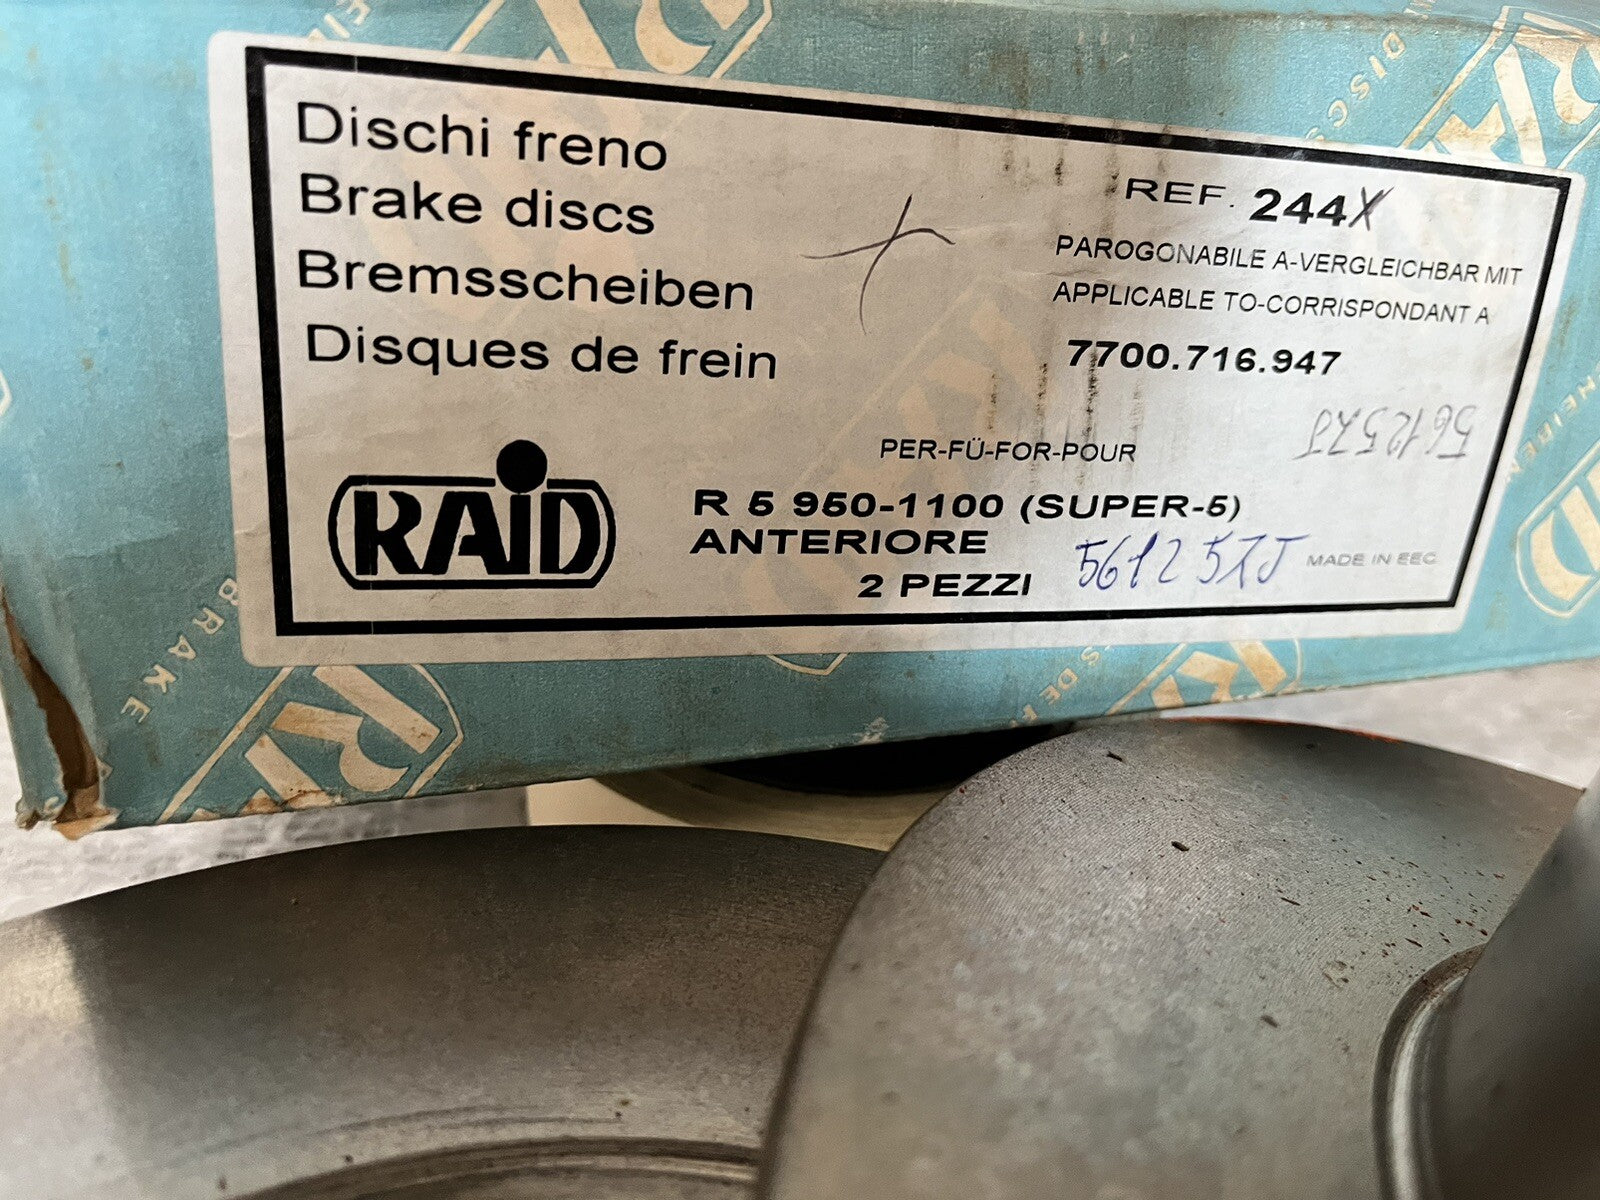 Dischi freno
Brake discs
Bremsscheiben
Disques de frein
REF. 244X
PAROGONABILE A-VERGLEICHBAR MIT
APPLICABLE TO-CORRISPONDANT A
7700.716.947
PER-FÜ-FOR-POUR
RAID
R 5 950-1100 (SUPER-5)
ANTERIORE
2 PEZZI
MADE IN EEC
BRAKE